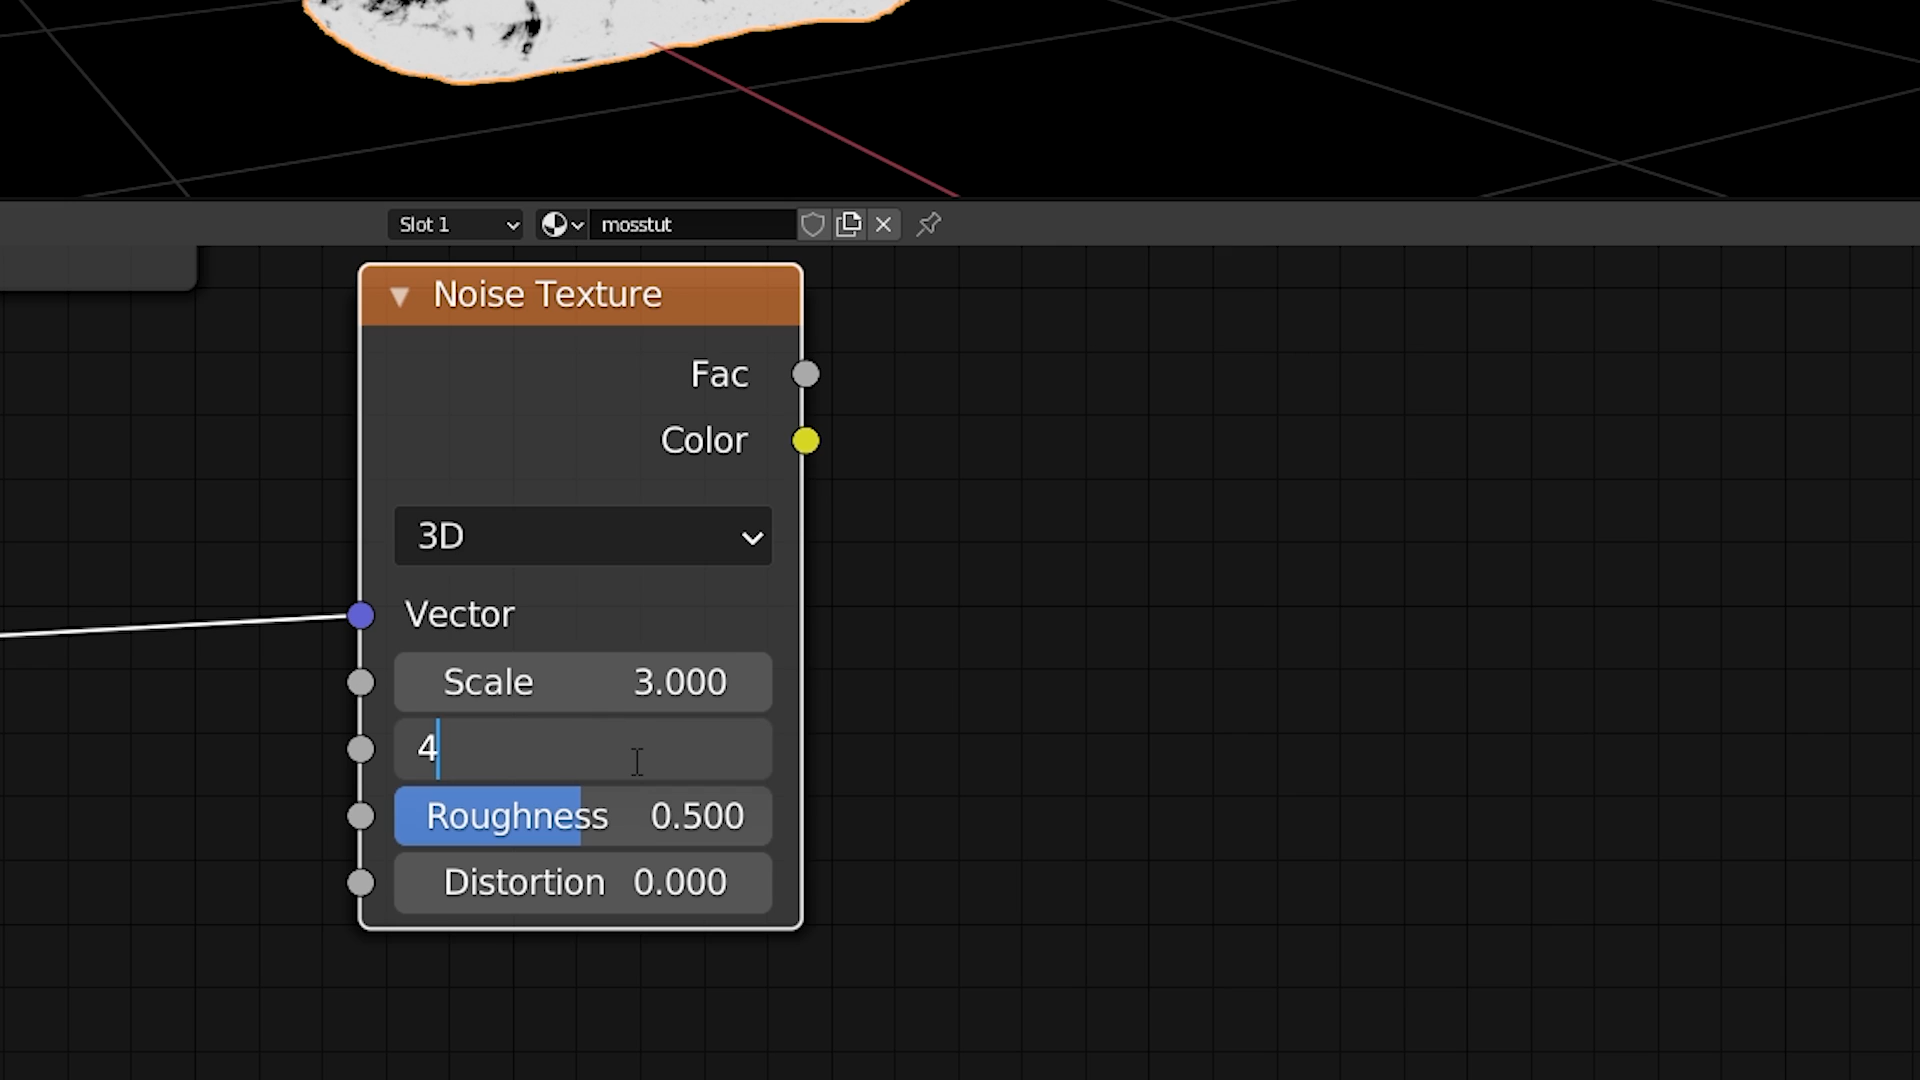 Slot 1
mosstut
Noise Texture
Fac
Color
3D
Vector
Scale 3.000
4
Roughness 0.500
Distortion 0.000